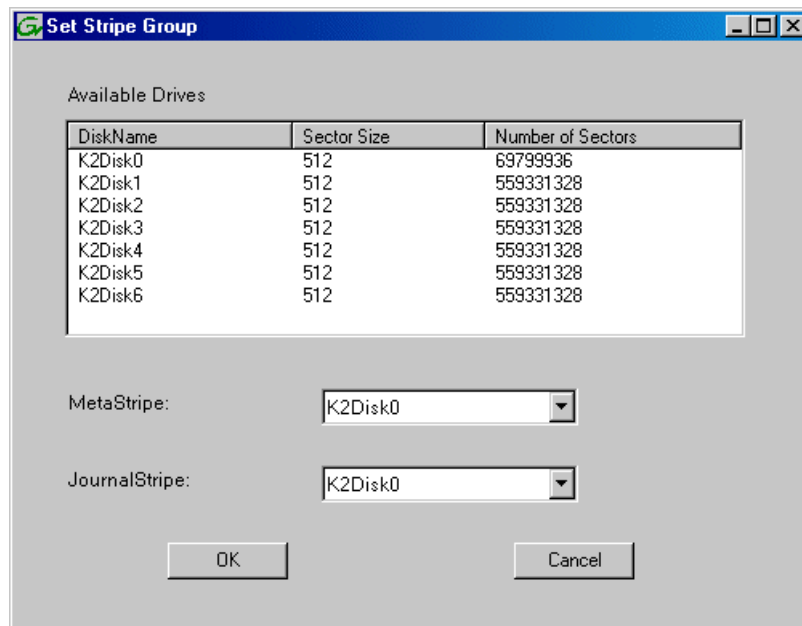 Set Stripe Group
Available Drives
DiskName Sector Size Number of Sectors
K2Disk0 512 69799936
K2Disk1 512 559331328
K2Disk2 512 559331328
K2Disk3 512 559331328
K2Disk4 512 559331328
K2Disk5 512 559331328
K2Disk6 512 559331328
MetaStripe: K2Disk0
JournalStripe: K2Disk0
OK Cancel